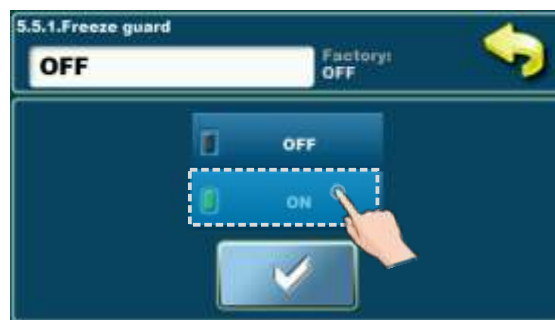 5.5.1.Freeze guard
OFF
Factory:
OFF
OFF
ON